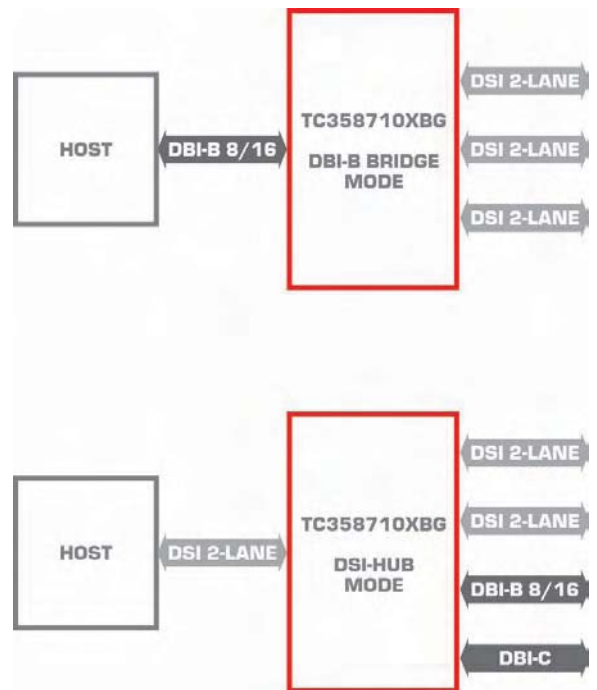 DSI 2-LANE
TC358710XBG
HOST
DBI-B 8/16
DSI 2-LANE
DBI-B BRIDGE
MODE
DSI 2-LANE
DSI 2-LANE
TC358710XBG
DSI 2-LANE
HOST
DSI 2-LANE
DSI-HUB
MODE
DBI-B 8/16
DBI-C